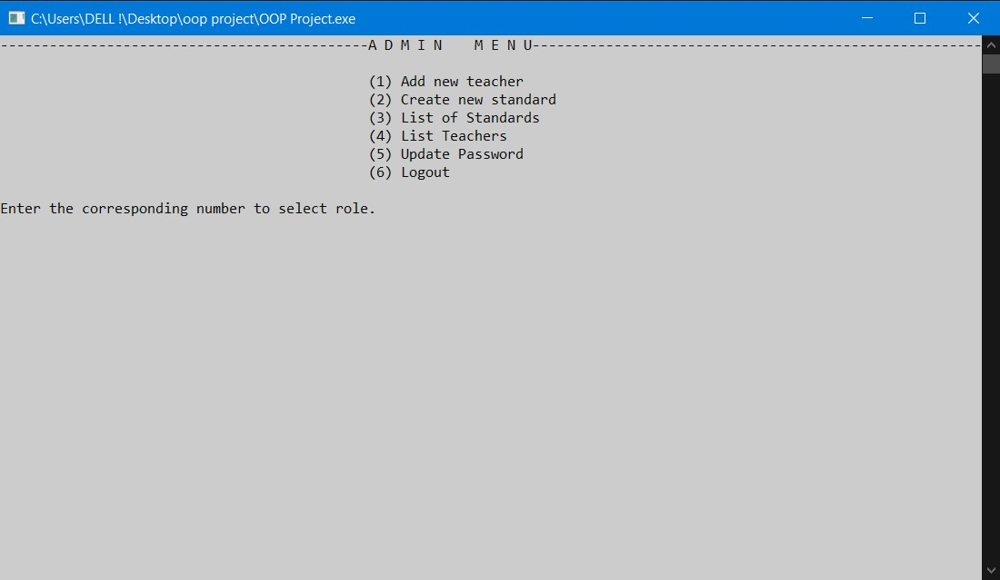 C:\Users\DELL !\Desktop\oop project\OOP Project.exe
---------------------------------------------A D M I N    M E N U-------------------------------------------------------
(1) Add new teacher
(2) Create new standard
(3) List of Standards
(4) List Teachers
(5) Update Password
(6) Logout
Enter the corresponding number to select role.